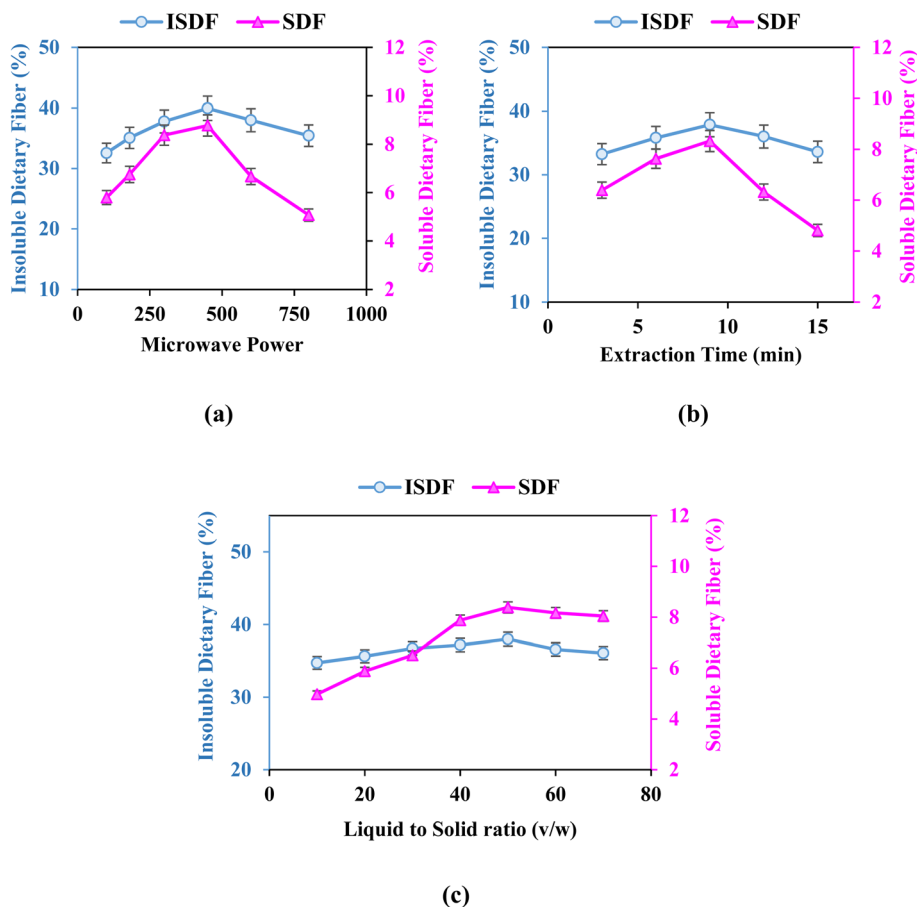 ISDF SDF
Insoluble Dietary Fiber (%)
50
40
30
20
10
12
10
8
6
4
2
Soluble Dietary Fiber (%)
0 250 500 750 1000
Microwave Power
(a)
ISDF SDF
Insoluble Dietary Fiber (%)
50
40
30
20
10
12
10
8
6
4
2
Soluble Dietary Fiber (%)
0 5 10 15
Extraction Time (min)
(b)
ISDF SDF
Insoluble Dietary Fiber (%)
50
40
30
20
12
10
8
6
4
2
Soluble Dietary Fiber (%)
0 20 40 60 80
Liquid to Solid ratio (v/w)
(c)